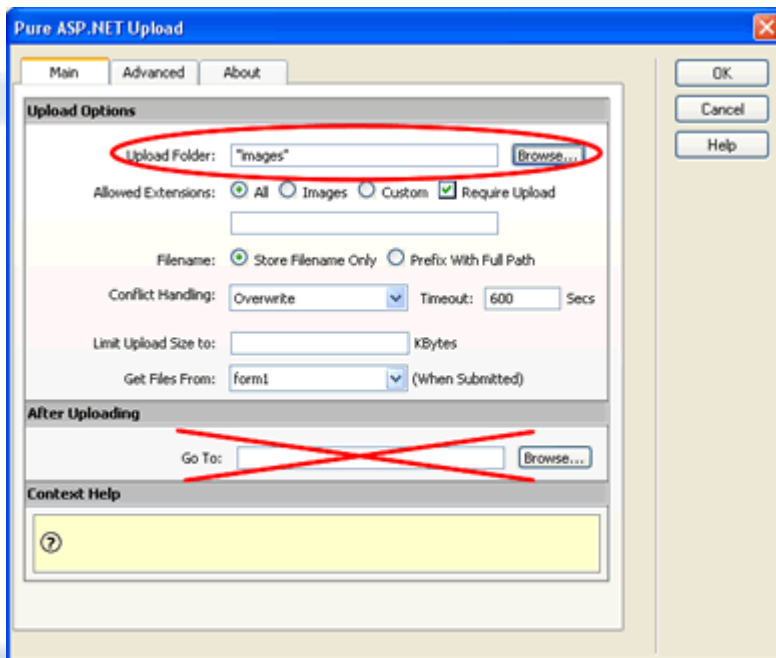 Pure ASP.NET Upload
Main Advanced About
OK
Cancel
Help
Upload Options
Upload Folder: "images" Browse...
Allowed Extensions: All Images Custom Require Upload
Filename: Store Filename Only Prefix With Full Path
Conflict Handling: Overwrite Timeout: 600 Secs
Limit Upload Size to: KBytes
Get Files From: form1 (When Submitted)
After Uploading
Go To: Browse...
Context Help
?